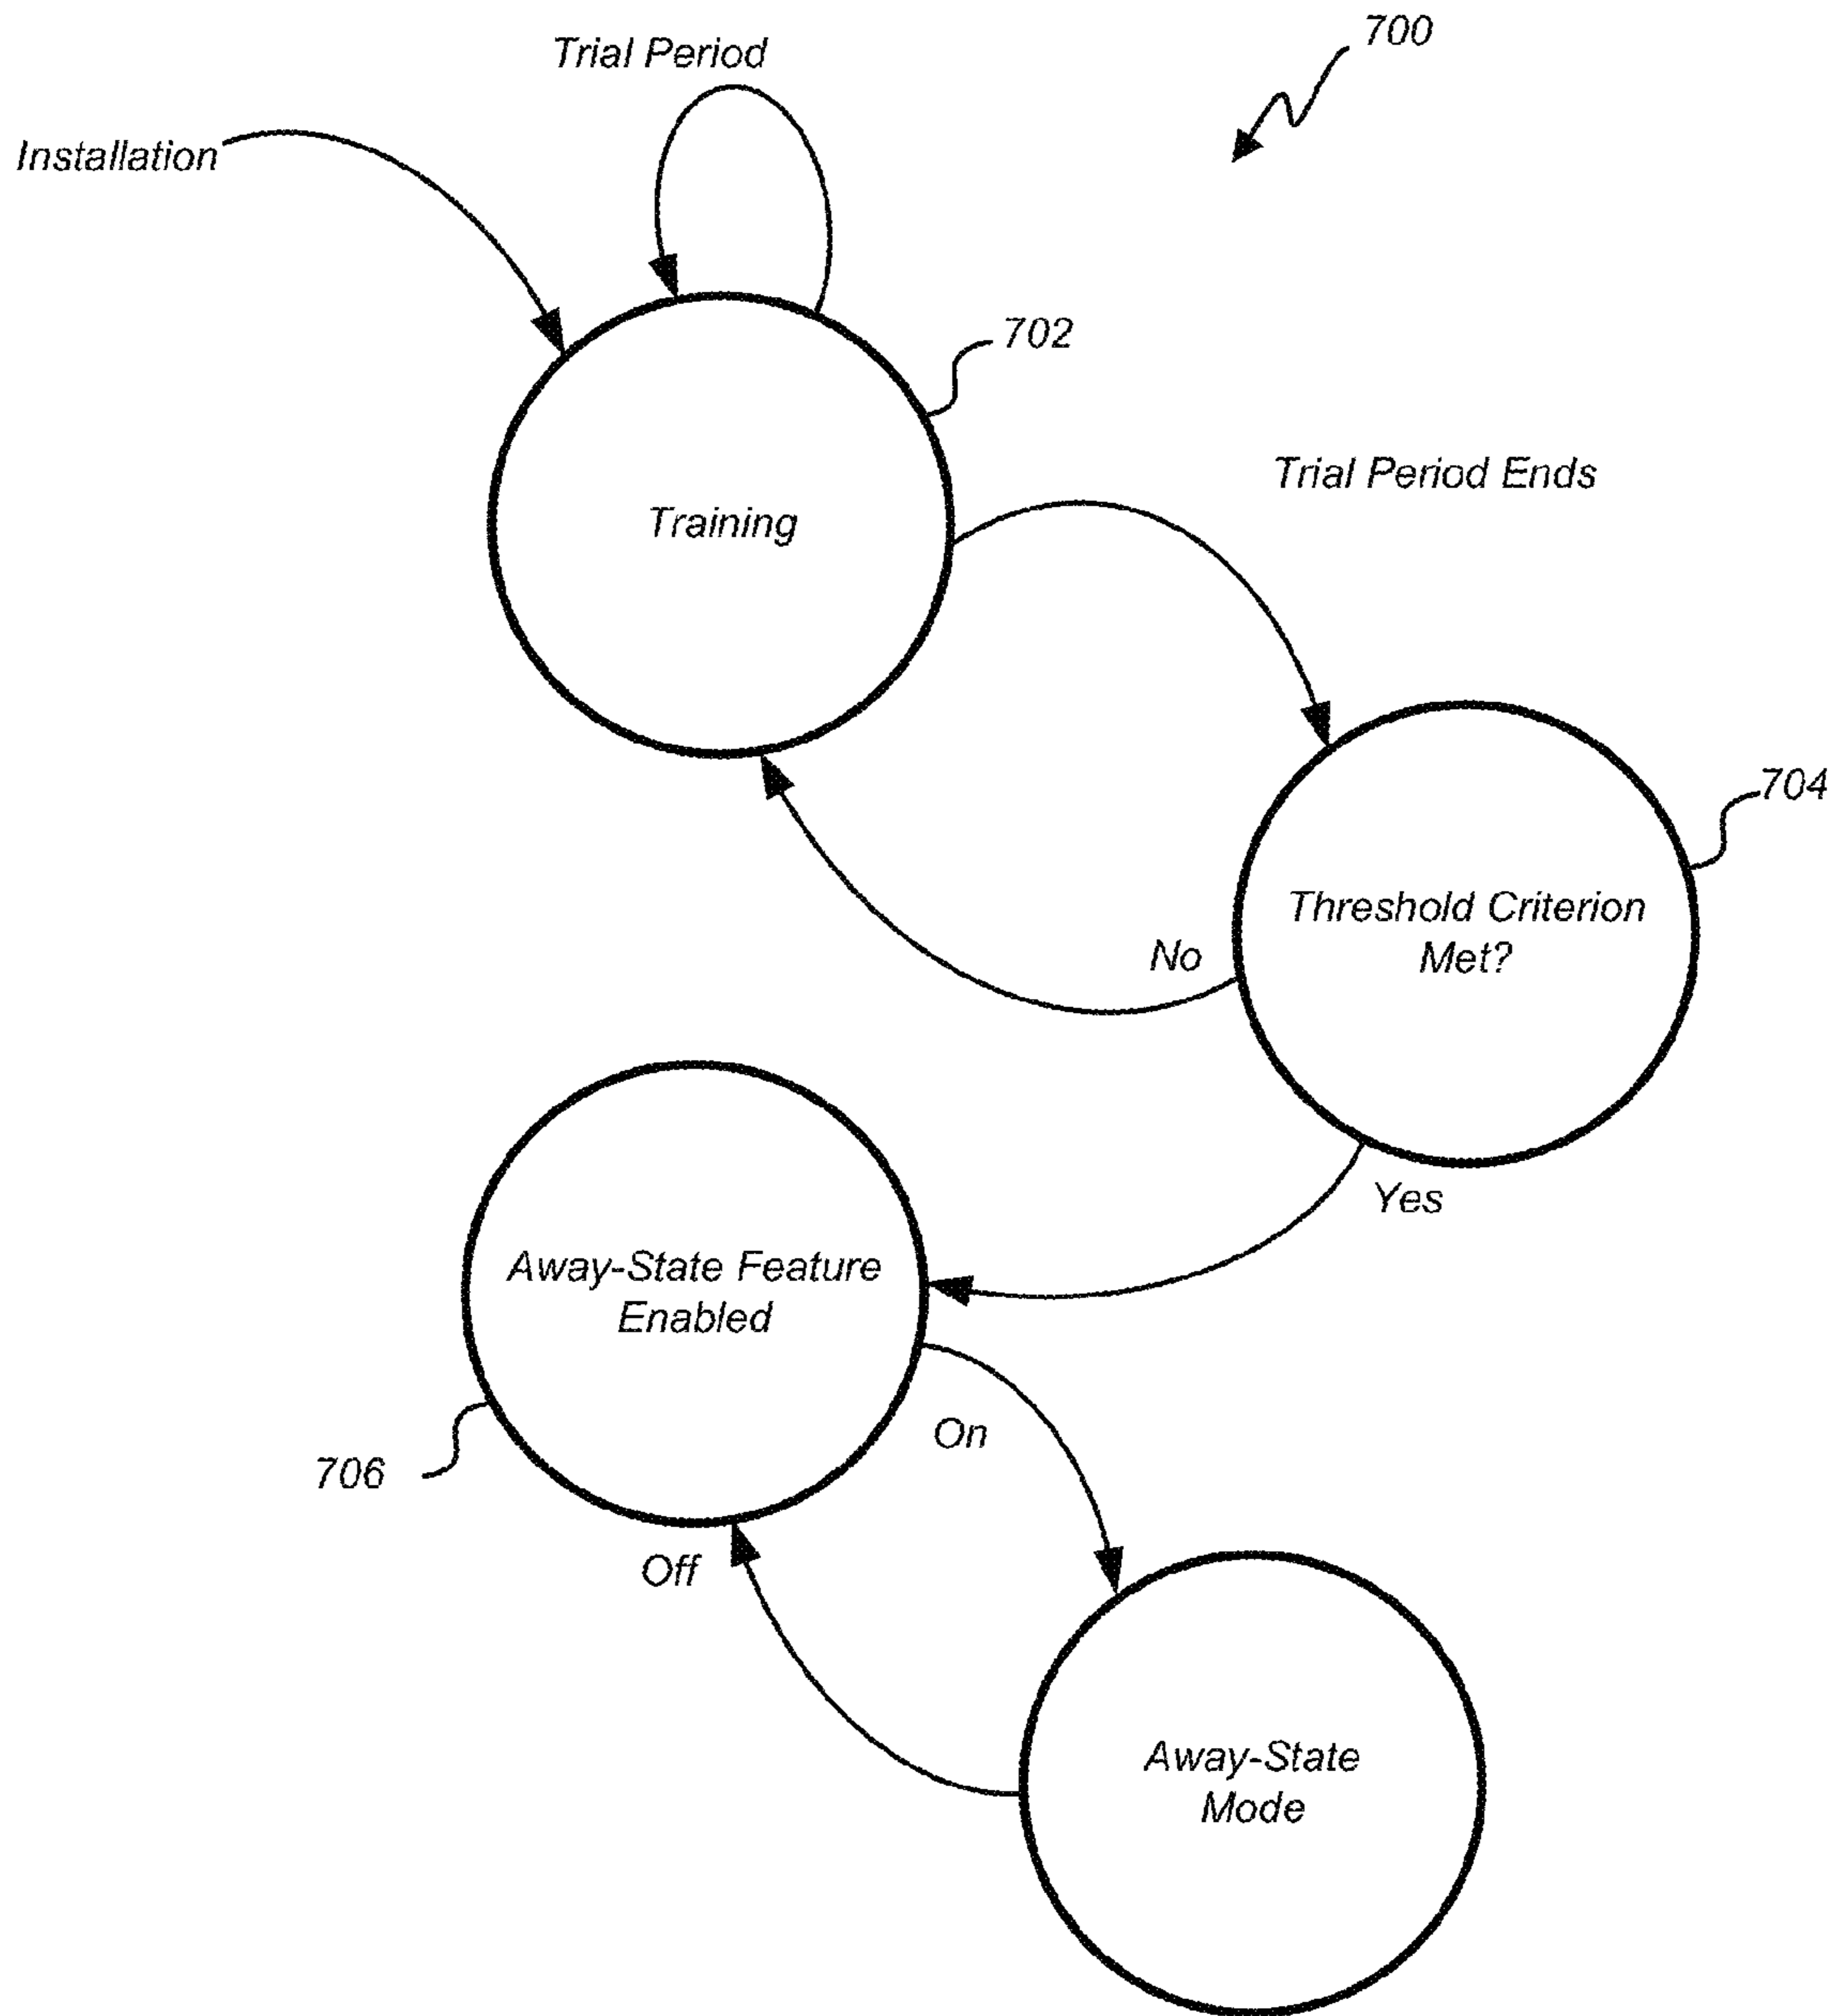 700
Trial Period
Installation
702
Training
Trial Period Ends
704
Threshold Criterion
Met?
No
Yes
Away-State Feature
Enabled
On
706
Off
Away-State
Mode